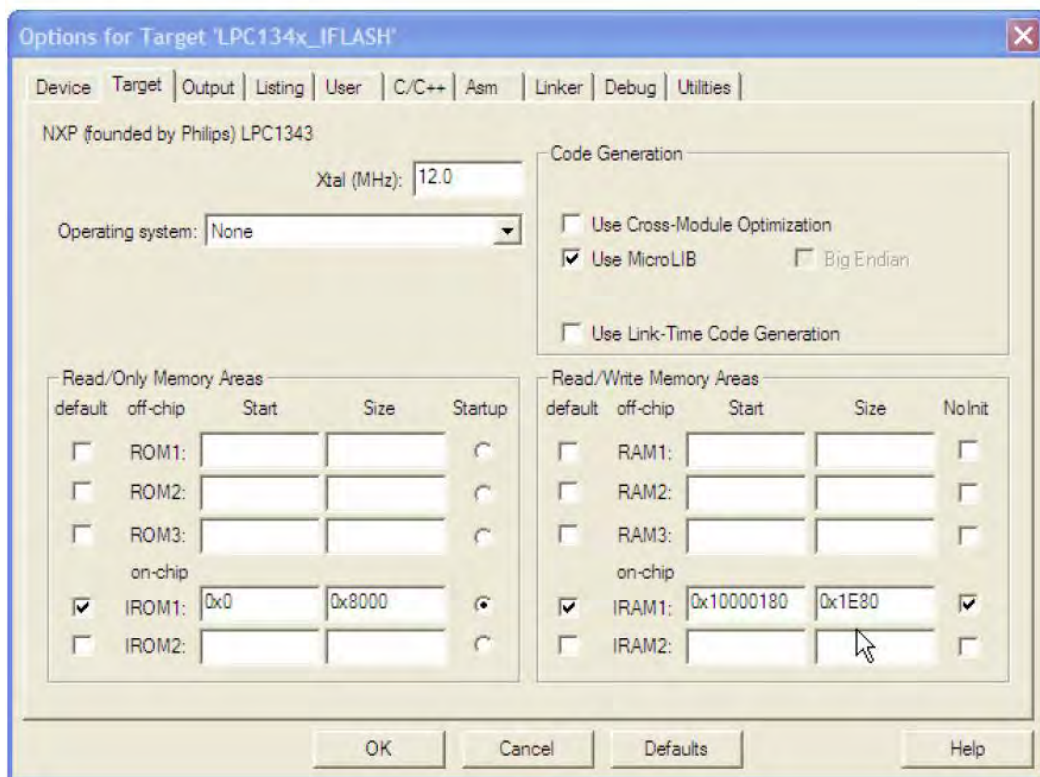 Options for Target 'LPC134x_IFLASH'
Device Target Output Listing User C/C++ Asm Linker Debug Utilities
NXP (founded by Philips) LPC1343
Xtal (MHz): 12.0
Operating system: None
Code Generation
Use Cross-Module Optimization
Use MicroLIB Big Endian
Use Link-Time Code Generation
Read/Only Memory Areas
default off-chip Start Size Startup
ROM1:
ROM2:
ROM3:
on-chip
IROM1: 0x0 0x8000
IROM2:
Read/Write Memory Areas
default off-chip Start Size NoInit
RAM1:
RAM2:
RAM3:
on-chip
IRAM1: 0x10000180 0x1E80
IRAM2:
OK Cancel Defaults Help